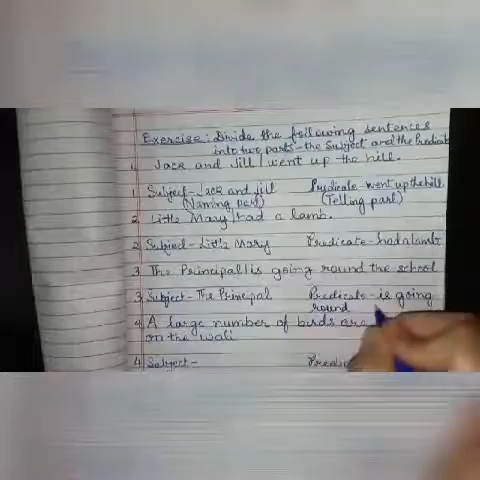 Exercise: Divide the following sentences
into two parts - the Subject and the Predicate
1. Jack and Jill / went up the hill.
1 Subject - Jack and Jill Predicate - went up the hill.
(Naming part) (Telling part)
2. Little Mary / had a lamb.
2 Subject - Little Mary Predicate - had a lamb.
3 The Principal / is going round the school
3. Subject - The Principal Predicate - is going
round
4. A large number of birds are
on the wall
4 Subject -